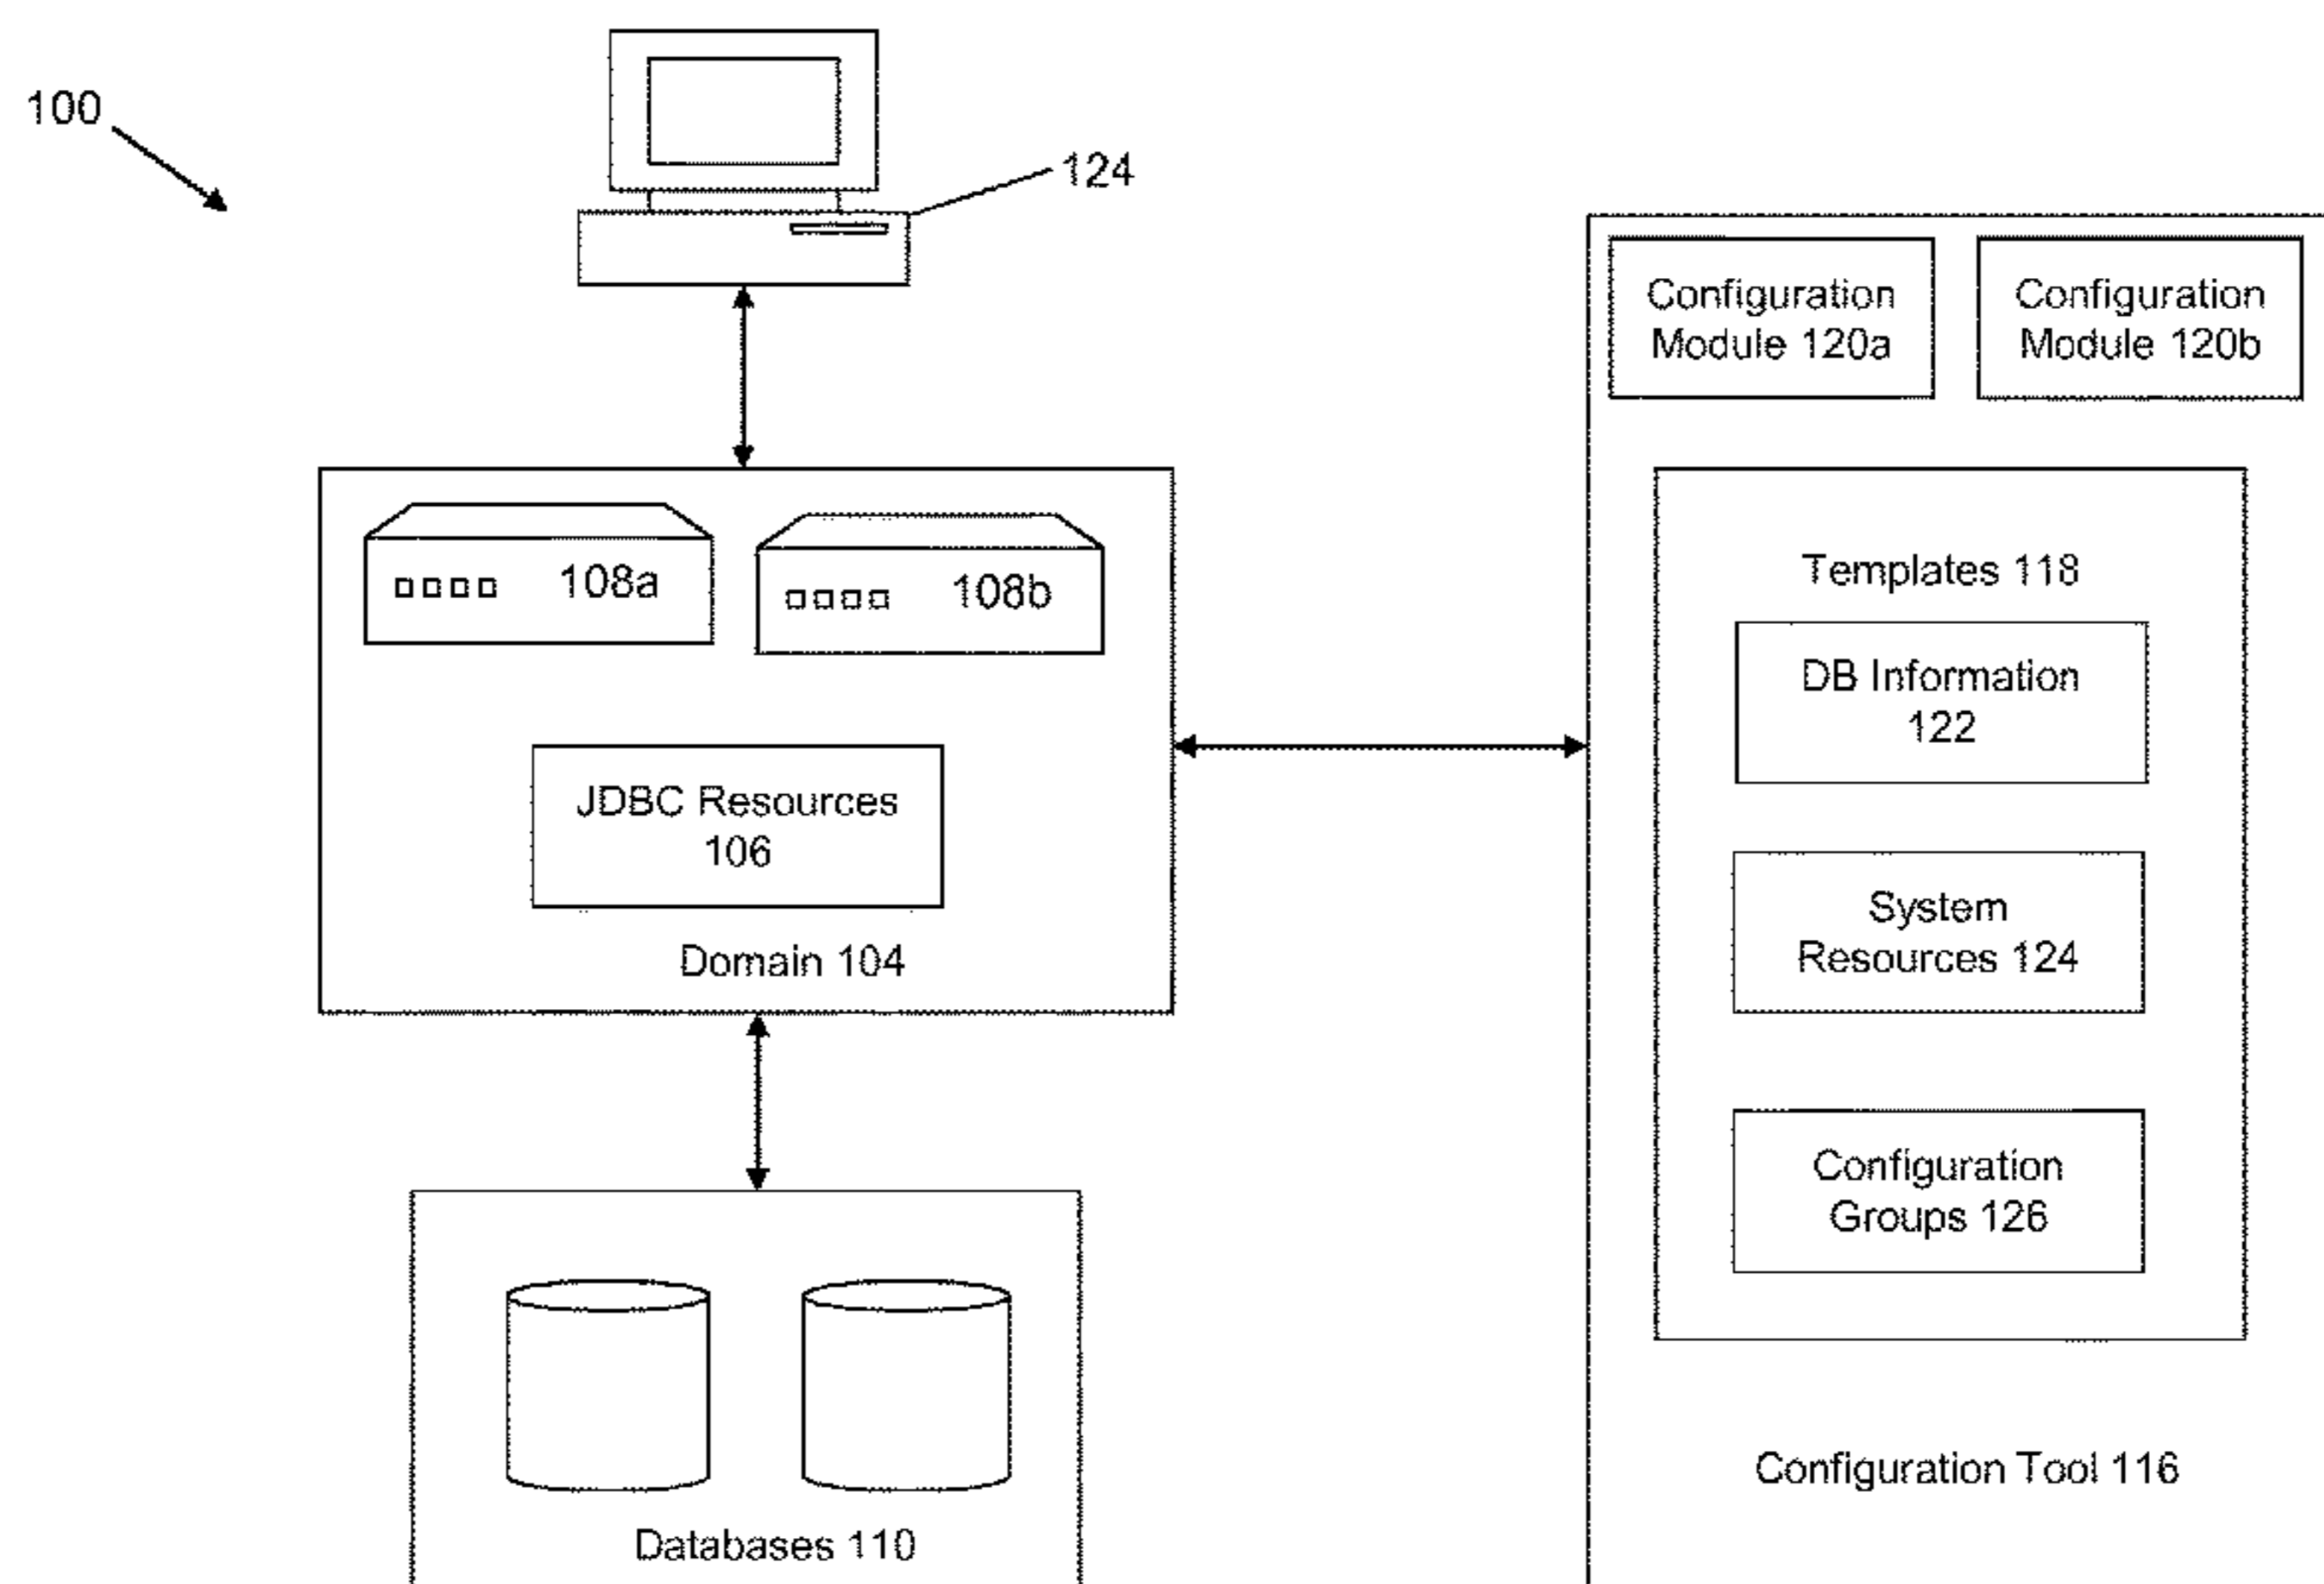 100
124
Configuration
Module 120a
Configuration
Module 120b
108a
108b
Templates 118
DB Information
122
JDBC Resources
106
System
Resources 124
Domain 104
Configuration
Groups 126
Configuration Tool 116
Databases 110